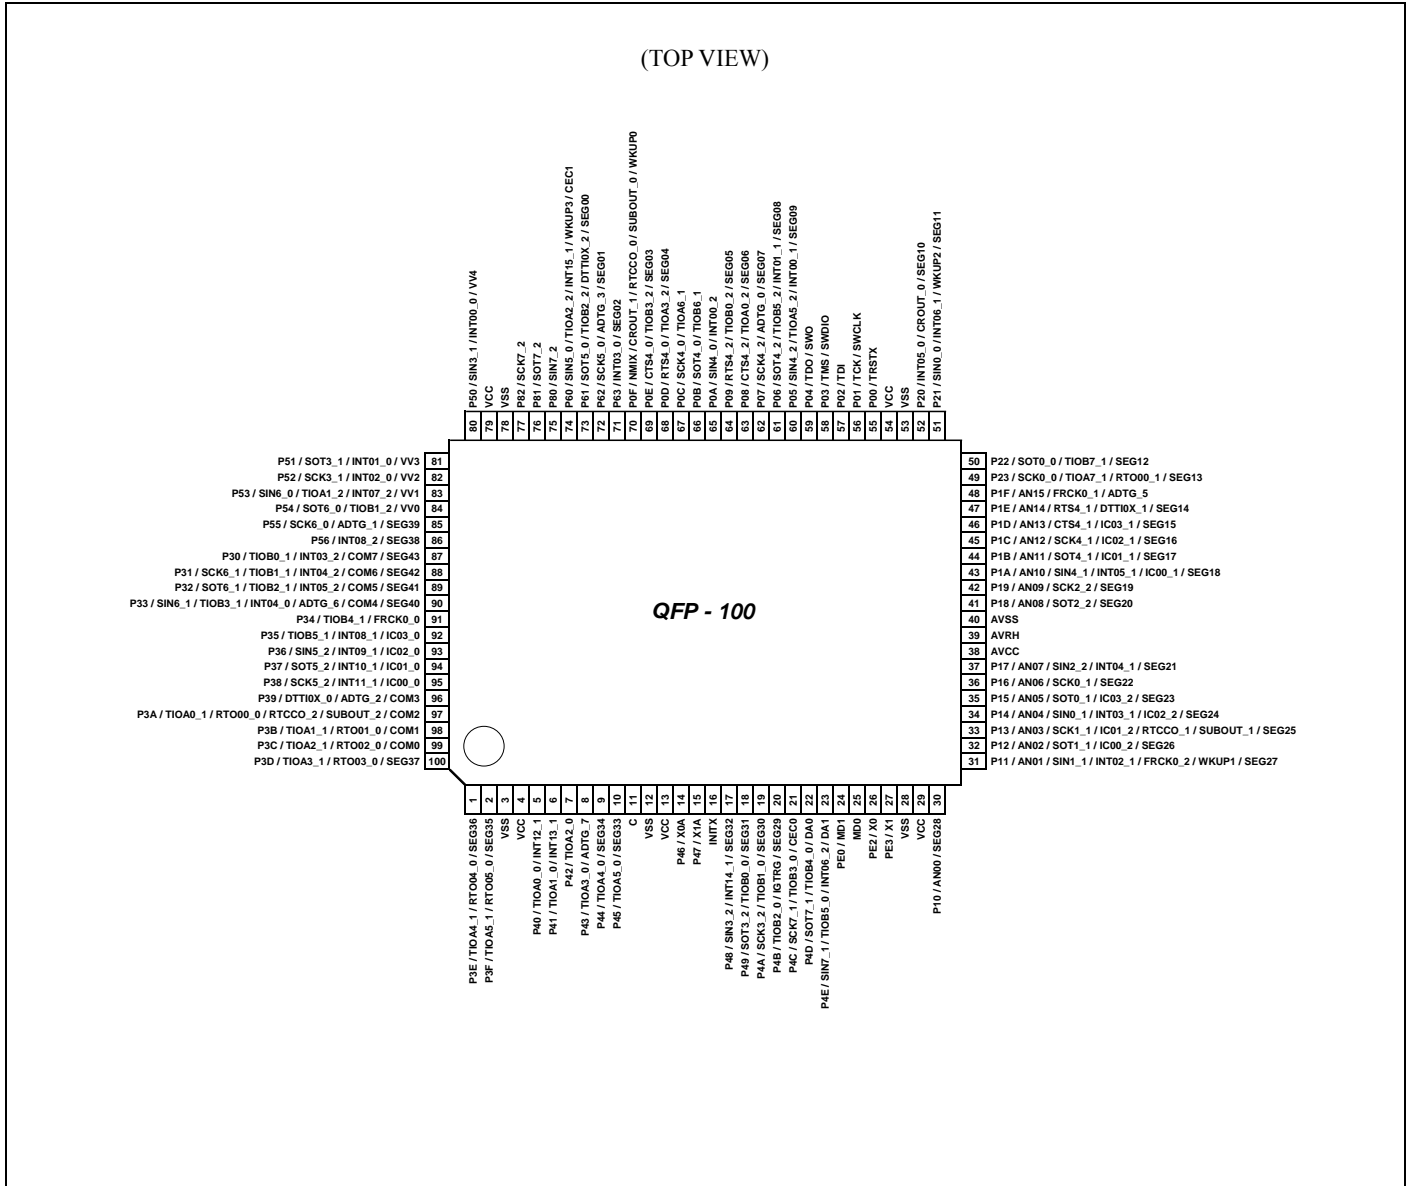 (TOP VIEW)
P50 / SIN3_1 / INT00_0 / VV4
VCC
VSS
P82 / SCK7_2
P81 / SOT7_2
P80 / SIN7_2
P60 / SIN5_0 / TIOA2_2 / INT15_1 / WKUP3 / CEC1
P61 / SOT5_0 / TIOB2_2 / DTTI0X_2 / SEG00
P62 / SCK5_0 / ADTG_3 / SEG01
P63 / INT03_0 / SEG02
P0F / NMIX / CROUT_1 / RTCCO_0 / SUBOUT_0 / WKUP0
P0E / CTS4_0 / TIOB3_2 / SEG03
P0D / RTS4_0 / TIOA3_2 / SEG04
P0C / SCK4_0 / TIOA6_1
P0B / SOT4_0 / TIOB6_1
P0A / SIN4_0 / INT00_2
P09 / RTS4_2 / TIOB0_2 / SEG05
P08 / CTS4_2 / TIOA0_2 / SEG06
P07 / SCK4_2 / ADTG_0 / SEG07
P06 / SOT4_2 / TIOB5_2 / INT01_1 / SEG08
P05 / SIN4_2 / TIOA5_2 / INT00_1 / SEG09
P04 / TDO / SWO
P03 / TMS / SWDIO
P02 / TDI
P01 / TCK / SWCLK
P00 / TRSTX
VCC
VSS
P20 / INT05_0 / CROUT_0 / SEG10
P21 / SIN0_0 / INT06_1 / WKUP2 / SEG11
80 79 78 77 76 75 74 73 72 71 70 69 68 67 66 65 64 63 62 61 60 59 58 57 56 55 54 53 52 51
P51 / SOT3_1 / INT01_0 / VV3 81
P52 / SCK3_1 / INT02_0 / VV2 82
P53 / SIN6_0 / TIOA1_2 / INT07_2 / VV1 83
P54 / SOT6_0 / TIOB1_2 / VV0 84
P55 / SCK6_0 / ADTG_1 / SEG39 85
P56 / INT08_2 / SEG38 86
P30 / TIOB0_1 / INT03_2 / COM7 / SEG43 87
P31 / SCK6_1 / TIOB1_1 / INT04_2 / COM6 / SEG42 88
P32 / SOT6_1 / TIOB2_1 / INT05_2 / COM5 / SEG41 89
P33 / SIN6_1 / TIOB3_1 / INT04_0 / ADTG_6 / COM4 / SEG40 90
P34 / TIOB4_1 / FRCK0_0 91
P35 / TIOB5_1 / INT08_1 / IC03_0 92
P36 / SIN5_2 / INT09_1 / IC02_0 93
P37 / SOT5_2 / INT10_1 / IC01_0 94
P38 / SCK5_2 / INT11_1 / IC00_0 95
P39 / DTTI0X_0 / ADTG_2 / COM3 96
P3A / TIOA0_1 / RTO00_0 / RTCCO_2 / SUBOUT_2 / COM2 97
P3B / TIOA1_1 / RTO01_0 / COM1 98
P3C / TIOA2_1 / RTO02_0 / COM0 99
P3D / TIOA3_1 / RTO03_0 / SEG37 100
QFP - 100
50 P22 / SOT0_0 / TIOB7_1 / SEG12
49 P23 / SCK0_0 / TIOA7_1 / RTO00_1 / SEG13
48 P1F / AN15 / FRCK0_1 / ADTG_5
47 P1E / AN14 / RTS4_1 / DTTI0X_1 / SEG14
46 P1D / AN13 / CTS4_1 / IC03_1 / SEG15
45 P1C / AN12 / SCK4_1 / IC02_1 / SEG16
44 P1B / AN11 / SOT4_1 / IC01_1 / SEG17
43 P1A / AN10 / SIN4_1 / INT05_1 / IC00_1 / SEG18
42 P19 / AN09 / SCK2_2 / SEG19
41 P18 / AN08 / SOT2_2 / SEG20
40 AVSS
39 AVRH
38 AVCC
37 P17 / AN07 / SIN2_2 / INT04_1 / SEG21
36 P16 / AN06 / SCK0_1 / SEG22
35 P15 / AN05 / SOT0_1 / IC03_2 / SEG23
34 P14 / AN04 / SIN0_1 / INT03_1 / IC02_2 / SEG24
33 P13 / AN03 / SCK1_1 / IC01_2 / RTCCO_1 / SUBOUT_1 / SEG25
32 P12 / AN02 / SOT1_1 / IC00_2 / SEG26
31 P11 / AN01 / SIN1_1 / INT02_1 / FRCK0_2 / WKUP1 / SEG27
1 2 3 4 5 6 7 8 9 10 11 12 13 14 15 16 17 18 19 20 21 22 23 24 25 26 27 28 29 30
P3E / TIOA4_1 / RTO04_0 / SEG36
P3F / TIOA5_1 / RTO05_0 / SEG35
VSS
VCC
P40 / TIOA0_0 / INT12_1
P41 / TIOA1_0 / INT13_1
P42 / TIOA2_0
P43 / TIOA3_0 / ADTG_7
P44 / TIOA4_0 / SEG34
P45 / TIOA5_0 / SEG33
C
VSS
VCC
P46 / X0A
P47 / X1A
INITX
P48 / SIN3_2 / INT14_1 / SEG32
P49 / SOT3_2 / TIOB0_0 / SEG31
P4A / SCK3_2 / TIOB1_0 / SEG30
P4B / TIOB2_0 / IGTRG / SEG29
P4C / SCK7_1 / TIOB3_0 / CEC0
P4D / SOT7_1 / TIOB4_0 / DA0
P4E / SIN7_1 / TIOB5_0 / INT06_2 / DA1
PE0 / MD1
MD0
PE2 / X0
PE3 / X1
VSS
VCC
P10 / AN00 / SEG28